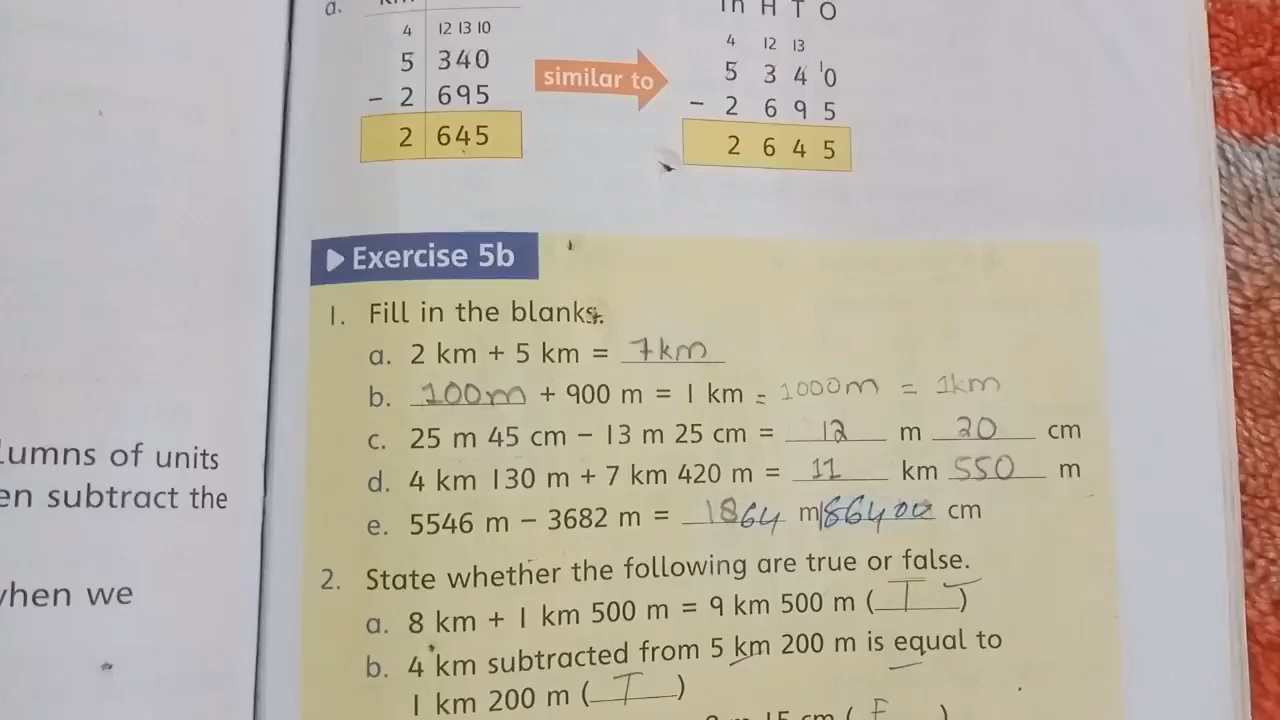 a.
Th H T O
4 12 13 10
4 12 13
5 340
5 3 4 10
similar to
- 2 695
- 2 6 9 5
2 645
2 6 4 5
Exercise 5b
1. Fill in the blanks.
a. 2 km + 5 km = 7km
b. 100m + 900 m = 1 km = 1000m = 1km
c. 25 m 45 cm - 13 m 25 cm = 12 m 20 cm
d. 4 km 130 m + 7 km 420 m = 11 km 550 m
e. 5546 m - 3682 m = 1864 m 186400 cm
2. State whether the following are true or false.
a. 8 km + 1 km 500 m = 9 km 500 m (T)
b. 4 km subtracted from 5 km 200 m is equal to
1 km 200 m (T)
15 cm (F)
lumns of units
en subtract the
when we